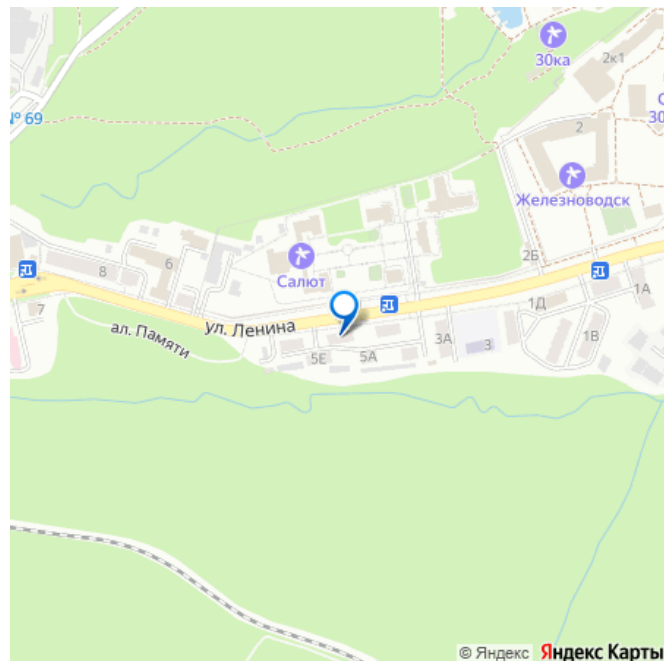 30ка
2к1
№ 69
С
30
2
Железноводск
2Б
8
6
Салют
1А
1Д
7
ул. Ленина
ал. Памяти
3А
3
1В
5Е
5А
© Яндекс Яндекс Карты